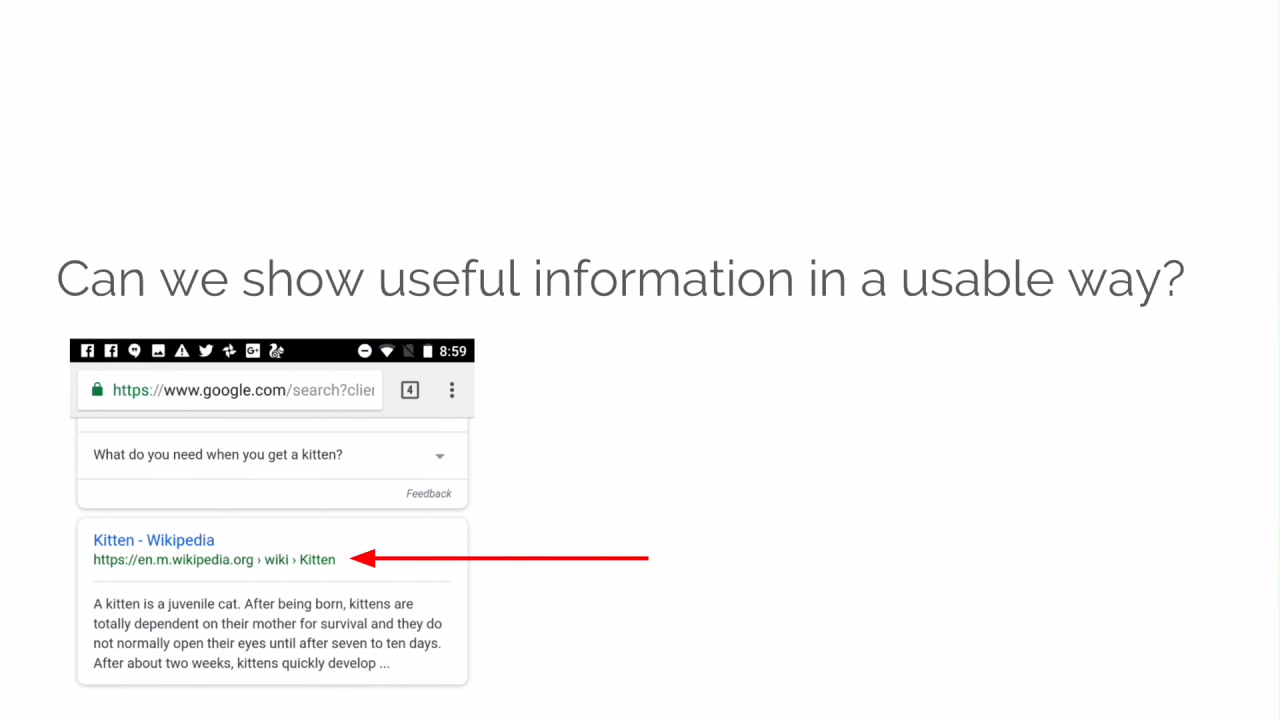 Can we show useful information in a usable way?
8:59
https://www.google.com/search?clier
4
What do you need when you get a kitten?
Feedback
Kitten - Wikipedia
https://en.m.wikipedia.org › wiki › Kitten
A kitten is a juvenile cat. After being born, kittens are
totally dependent on their mother for survival and they do
not normally open their eyes until after seven to ten days.
After about two weeks, kittens quickly develop ...